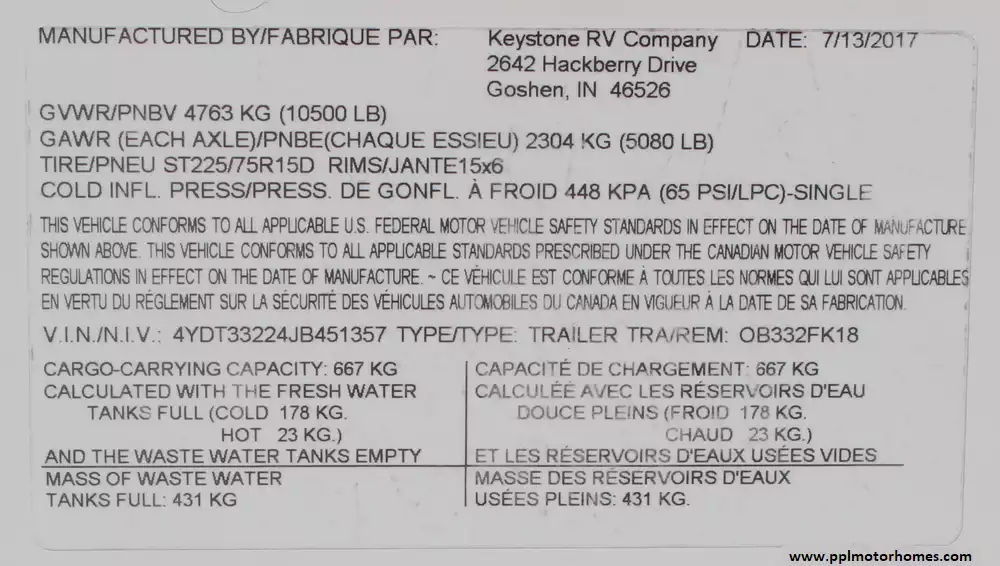 MANUFACTURED BY/FABRIQUE PAR: Keystone RV Company DATE: 7/13/2017
2642 Hackberry Drive
Goshen, IN 46526
GVWR/PNBV 4763 KG (10500 LB)
GAWR (EACH AXLE)/PNBE(CHAQUE ESSIEU) 2304 KG (5080 LB)
TIRE/PNEU ST225/75R15D RIMS/JANTE15x6
COLD INFL. PRESS/PRESS. DE GONFL. À FROID 448 KPA (65 PSI/LPC)-SINGLE
THIS VEHICLE CONFORMS TO ALL APPLICABLE U.S. FEDERAL MOTOR VEHICLE SAFETY STANDARDS IN EFFECT ON THE DATE OF MANUFACTURE
SHOWN ABOVE. THIS VEHICLE CONFORMS TO ALL APPLICABLE STANDARDS PRESCRIBED UNDER THE CANADIAN MOTOR VEHICLE SAFETY
REGULATIONS IN EFFECT ON THE DATE OF MANUFACTURE. ~ CE VÉHICULE EST CONFORME À TOUTES LES NORMES QUI LUI SONT APPLICABLES
EN VERTU DU RÉGLEMENT SUR LA SÉCURITÉ DES VÉHICULES AUTOMOBILES DU CANADA EN VIGUEUR À LA DATE DE SA FABRICATION.
V.I.N./N.I.V.: 4YDT33224JB451357 TYPE/TYPE: TRAILER TRA/REM: OB332FK18
CARGO-CARRYING CAPACITY: 667 KG
CALCULATED WITH THE FRESH WATER
TANKS FULL (COLD 178 KG.
HOT 23 KG.)
AND THE WASTE WATER TANKS EMPTY
MASS OF WASTE WATER
TANKS FULL: 431 KG
CAPACITÉ DE CHARGEMENT: 667 KG
CALCULÉE AVEC LES RÉSERVOIRS D'EAU
DOUCE PLEINS (FROID 178 KG.
CHAUD 23 KG.)
ET LES RÉSERVOIRS D'EAUX USÉES VIDES
MASSE DES RÉSERVOIRS D'EAUX
USÉES PLEINS: 431 KG.
www.pplmotorhomes.com